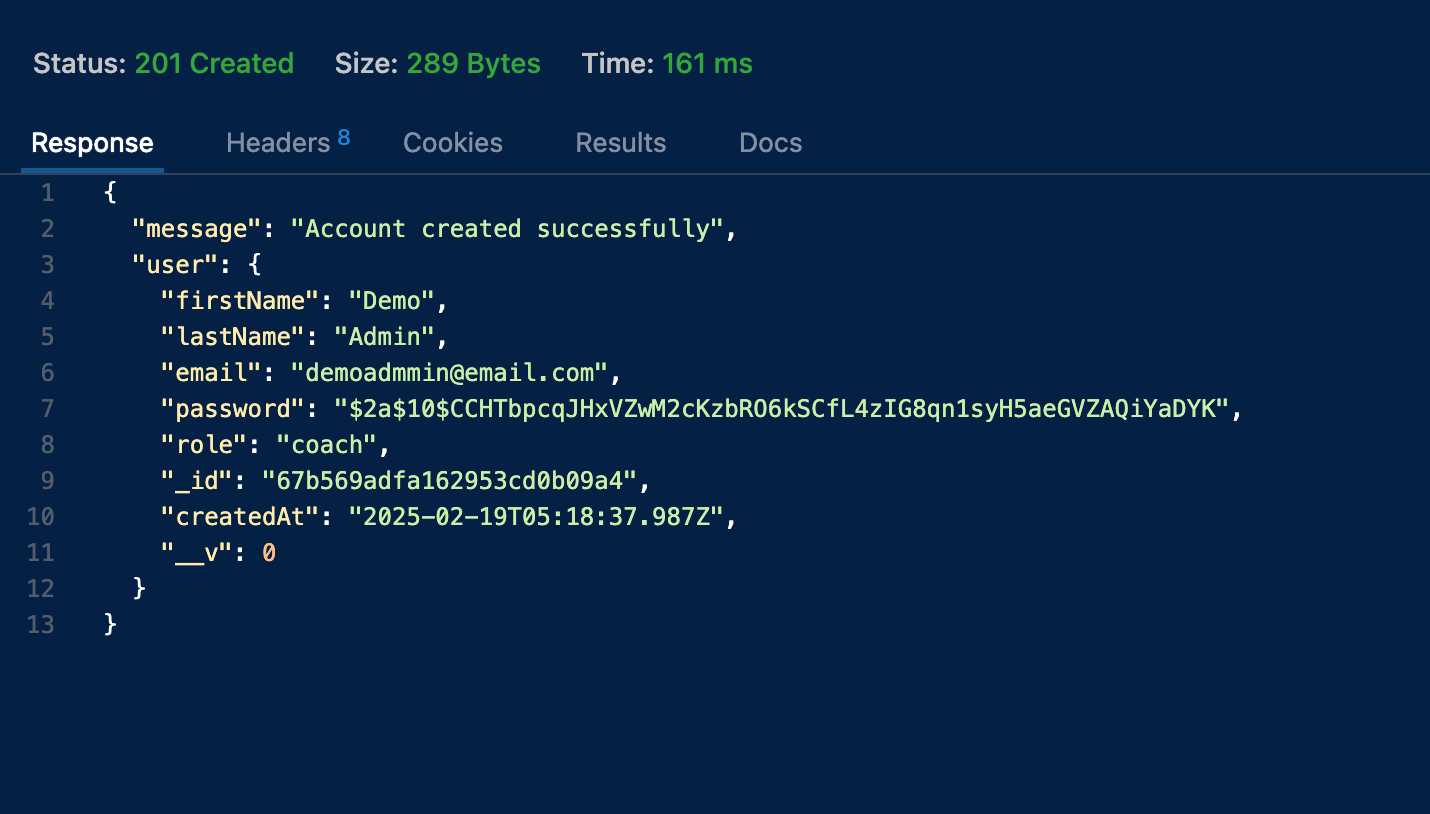 Status: 201 Created Size: 289 Bytes Time: 161 ms
Response Headers 8 Cookies Results Docs
1 {
2 "message": "Account created successfully",
3 "user": {
4 "firstName": "Demo",
5 "lastName": "Admin",
6 "email": "demoadmmin@email.com",
7 "password": "$2a$10$CCHTbpcqJHxVZwM2cKzbRO6kSCfL4zIG8qn1syH5aeGVZAQiYaDYK",
8 "role": "coach",
9 "_id": "67b569adfa162953cd0b09a4",
10 "createdAt": "2025-02-19T05:18:37.987Z",
11 "__v": 0
12 }
13 }